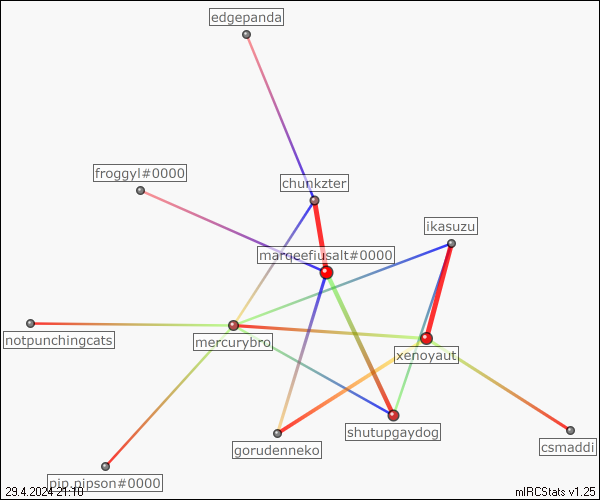 edgepanda
froggyl#0000
chunkzter
ikasuzu
marqeefiusalt#0000
notpunchingcats
mercurybro
xenoyaut
shutupgaydog
gorudenneko
csmaddi
pip.pipson#0000
29.4.2024 21:10
mIRCStats v1.25